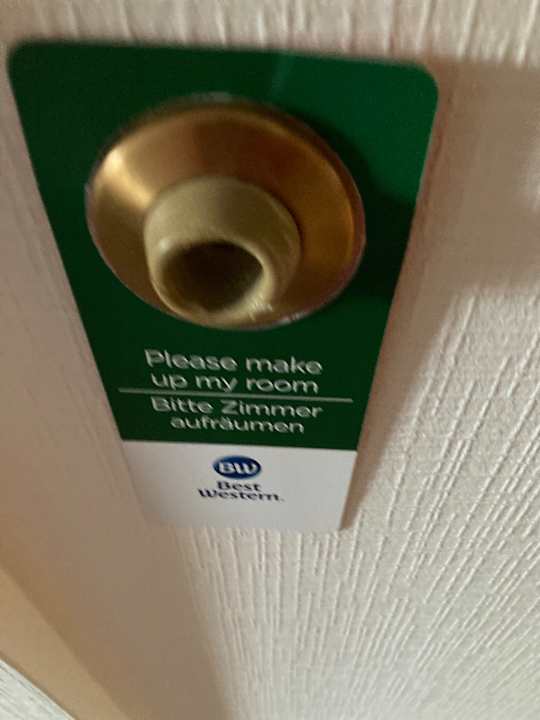 Please make
up my room
Bitte Zimmer
aufräumen
BW
Best
Western.